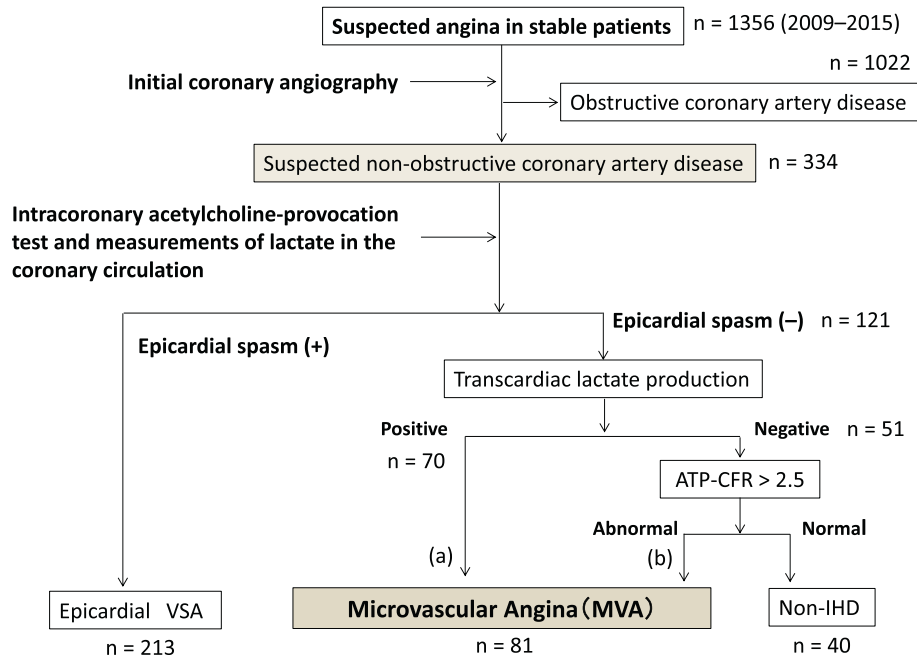 Suspected angina in stable patients
n = 1356 (2009–2015)
n = 1022
Initial coronary angiography
Obstructive coronary artery disease
Suspected non-obstructive coronary artery disease
n = 334
Intracoronary acetylcholine-provocation
test and measurements of lactate in the
coronary circulation
Epicardial spasm (–)
n = 121
Epicardial spasm (+)
Transcardiac lactate production
Positive
n = 70
Negative
n = 51
ATP-CFR > 2.5
Abnormal
Normal
(a)
(b)
Epicardial VSA
Microvascular Angina（MVA）
Non-IHD
n = 213
n = 81
n = 40